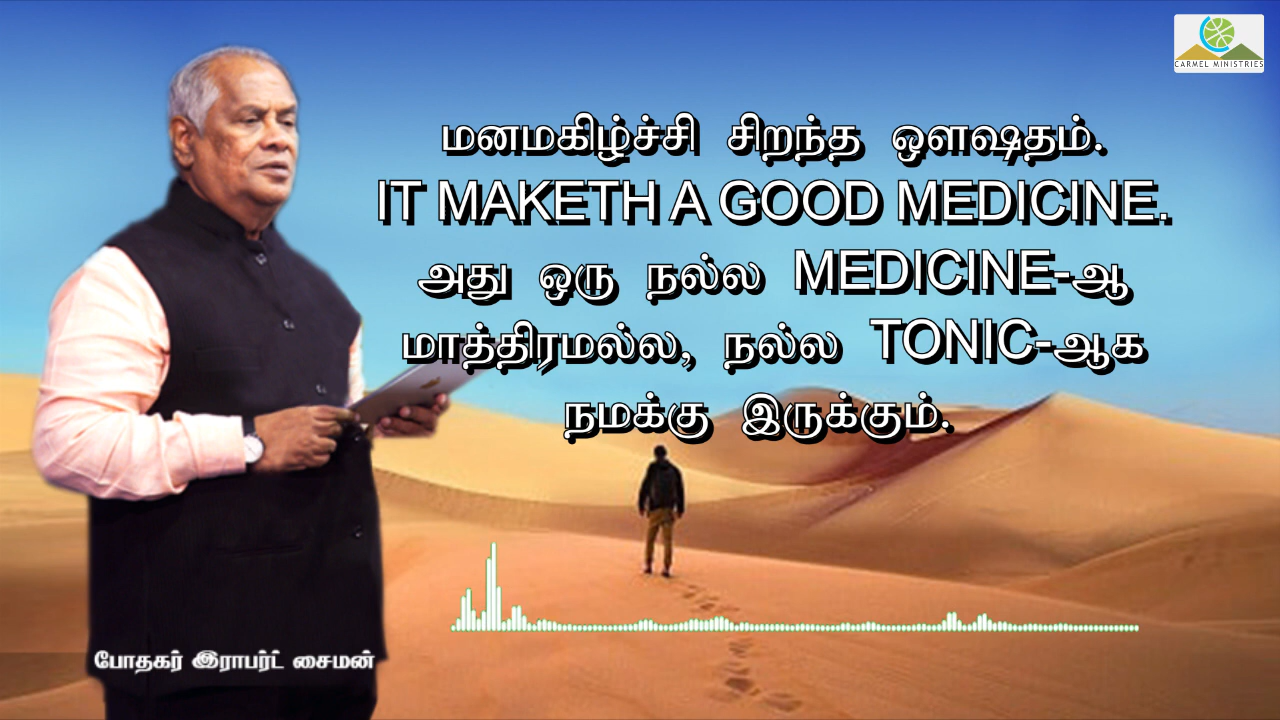 CARMEL MINISTRIES
மனமகிழ்ச்சி சிறந்த ஔஷதம்.
IT MAKETH A GOOD MEDICINE.
அது ஒரு நல்ல MEDICINE-ஆ
மாத்திரமல்ல, நல்ல TONIC-ஆக
நமக்கு இருக்கும்.
போதகர் இராபர்ட் சைமன்